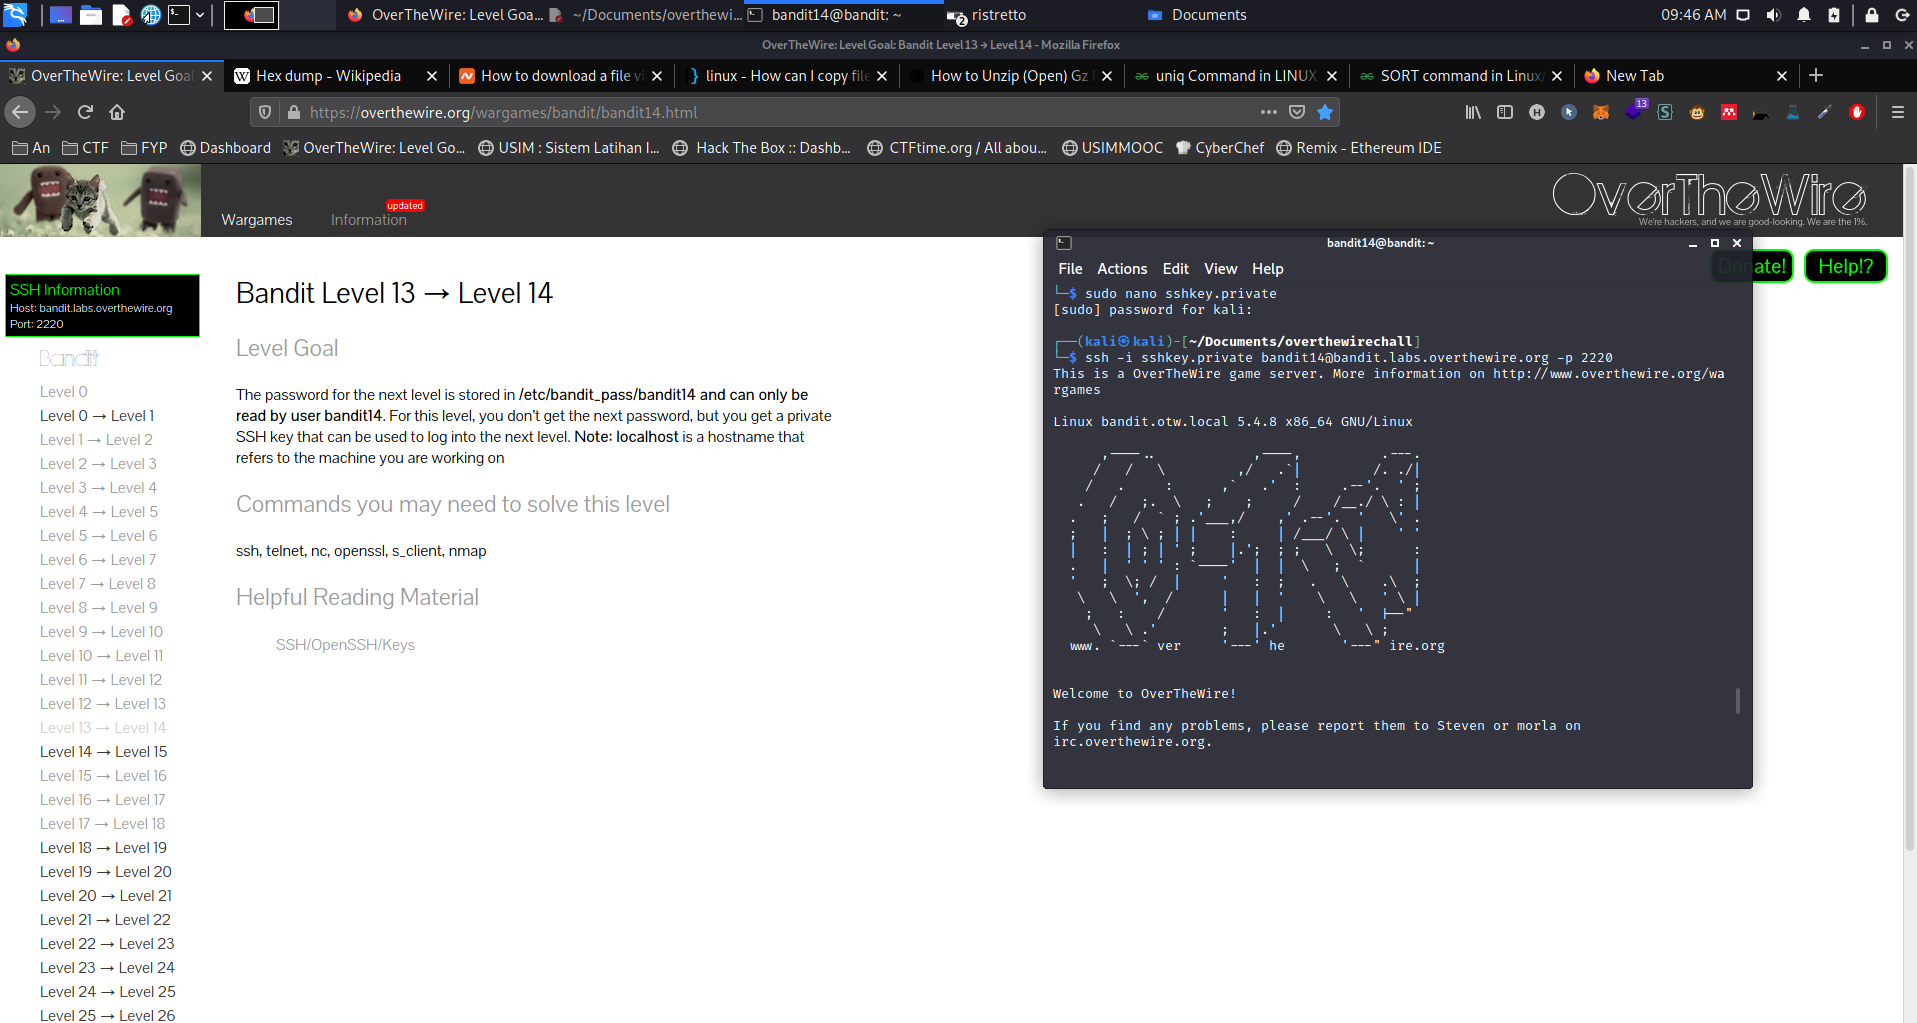 OverTheWire: Level Goa...
~/Documents/overthewi...
bandit14@bandit: ~
2
ristretto
Documents
09:46 AM
OverTheWire: Level Goal: Bandit Level 13 → Level 14 - Mozilla Firefox
OverTheWire: Level Goal
Hex dump - Wikipedia
How to download a file vi
linux - How can I copy file
How to Unzip (Open) Gz
uniq Command in LINUX
SORT command in Linux/
New Tab
https://overthewire.org/wargames/bandit/bandit14.html
13
An
CTF
FYP
Dashboard
OverTheWire: Level Go...
USIM : Sistem Latihan I...
Hack The Box :: Dashb...
CTFtime.org / All abou...
USIMMOOC
CyberChef
Remix - Ethereum IDE
Wargames
Information
updated
OverTheWire
We're hackers, and we are good-looking. We are the 1%.
Donate!
Help!?
SSH Information
Host: bandit.labs.overthewire.org
Port: 2220
Bandit
Level 0
Level 0 → Level 1
Level 1 → Level 2
Level 2 → Level 3
Level 3 → Level 4
Level 4 → Level 5
Level 5 → Level 6
Level 6 → Level 7
Level 7 → Level 8
Level 8 → Level 9
Level 9 → Level 10
Level 10 → Level 11
Level 11 → Level 12
Level 12 → Level 13
Level 13 → Level 14
Level 14 → Level 15
Level 15 → Level 16
Level 16 → Level 17
Level 17 → Level 18
Level 18 → Level 19
Level 19 → Level 20
Level 20 → Level 21
Level 21 → Level 22
Level 22 → Level 23
Level 23 → Level 24
Level 24 → Level 25
Level 25 → Level 26
Bandit Level 13 → Level 14
Level Goal
The password for the next level is stored in /etc/bandit_pass/bandit14 and can only be
read by user bandit14. For this level, you don't get the next password, but you get a private
SSH key that can be used to log into the next level. Note: localhost is a hostname that
refers to the machine you are working on
Commands you may need to solve this level
ssh, telnet, nc, openssl, s_client, nmap
Helpful Reading Material
SSH/OpenSSH/Keys
bandit14@bandit: ~
File Actions Edit View Help
└─$ sudo nano sshkey.private
[sudo] password for kali:
┌──(kali㉿kali)-[~/Documents/overthewirechall]
└─$ ssh -i sshkey.private bandit14@bandit.labs.overthewire.org -p 2220
This is a OverTheWire game server. More information on http://www.overthewire.org/wa
rgames
Linux bandit.otw.local 5.4.8 x86_64 GNU/Linux
www. `---` ver '---' he '---" ire.org
Welcome to OverTheWire!
If you find any problems, please report them to Steven or morla on
irc.overthewire.org.